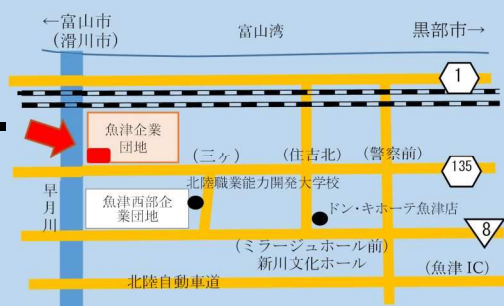 ←富山市
(滑川市)
富山湾
黒部市→
1
魚津企業
団地
(三ケ)
(住吉北)
(警察前)
135
北陸職業能力開発大学校
早月川
魚津西部企
業団地
ドン・キホーテ魚津店
8
(ミラージュホール前)
新川文化ホール
(魚津 IC)
北陸自動車道